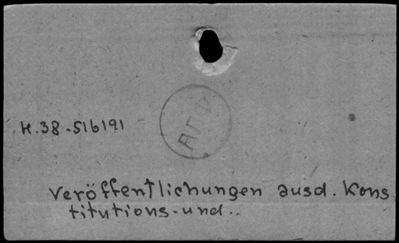 K.38-516191
Veröffentlichungen ausd. Kons
titutions-und..